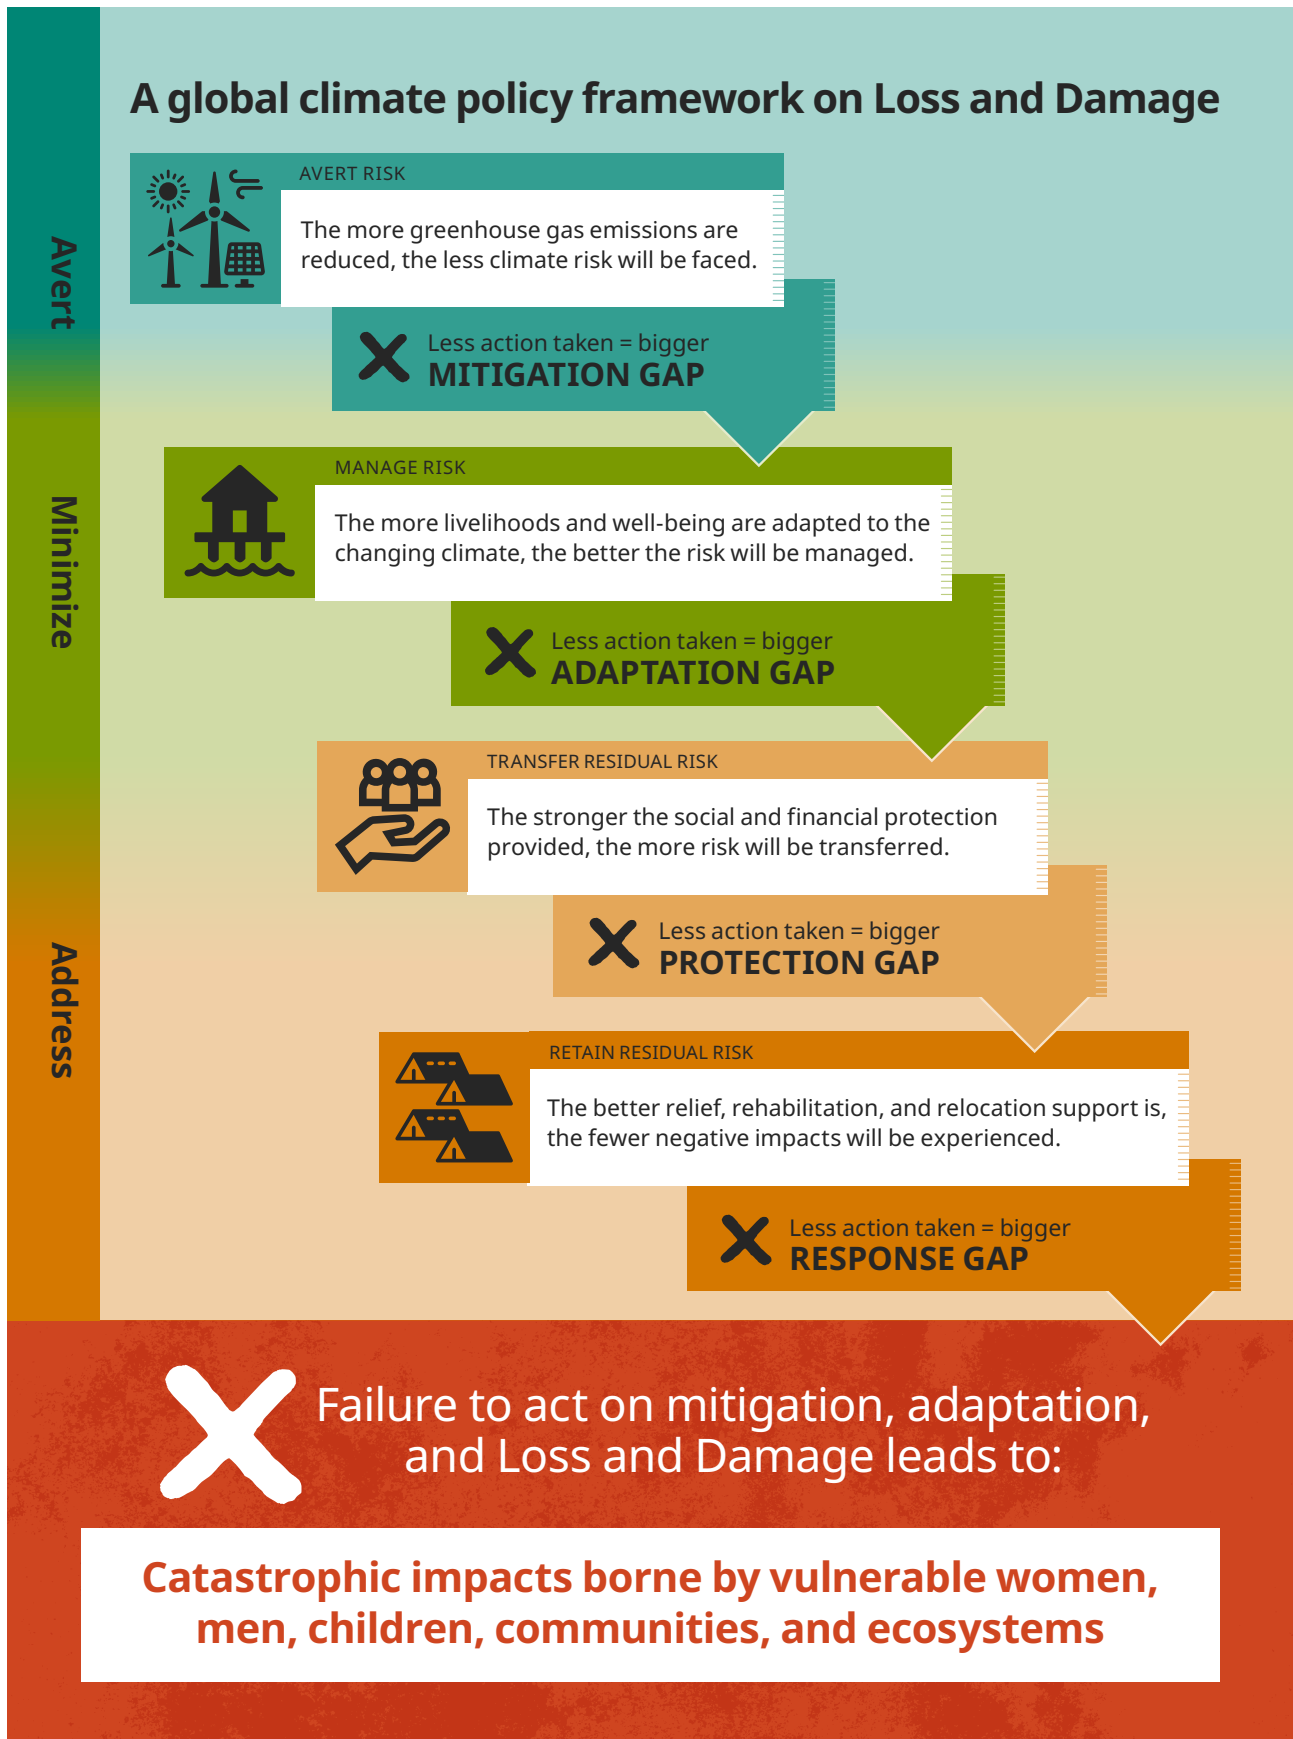 A global climate policy framework on Loss and Damage
Avert
AVERT RISK
The more greenhouse gas emissions are
reduced, the less climate risk will be faced.
Less action taken = bigger
MITIGATION GAP
Minimize
MANAGE RISK
The more livelihoods and well-being are adapted to the
changing climate, the better the risk will be managed.
Less action taken = bigger
ADAPTATION GAP
Address
TRANSFER RESIDUAL RISK
The stronger the social and financial protection
provided, the more risk will be transferred.
Less action taken = bigger
PROTECTION GAP
RETAIN RESIDUAL RISK
The better relief, rehabilitation, and relocation support is,
the fewer negative impacts will be experienced.
Less action taken = bigger
RESPONSE GAP
Failure to act on mitigation, adaptation,
and Loss and Damage leads to:
Catastrophic impacts borne by vulnerable women,
men, children, communities, and ecosystems